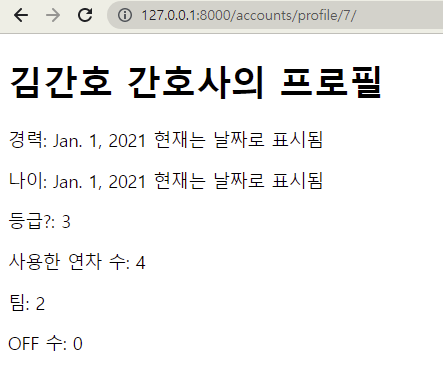 127.0.0.1:8000/accounts/profile/7/
김간호 간호사의 프로필
경력: Jan. 1, 2021 현재는 날짜로 표시됨
나이: Jan. 1, 2021 현재는 날짜로 표시됨
등급?: 3
사용한 연차 수: 4
팀: 2
OFF 수: 0